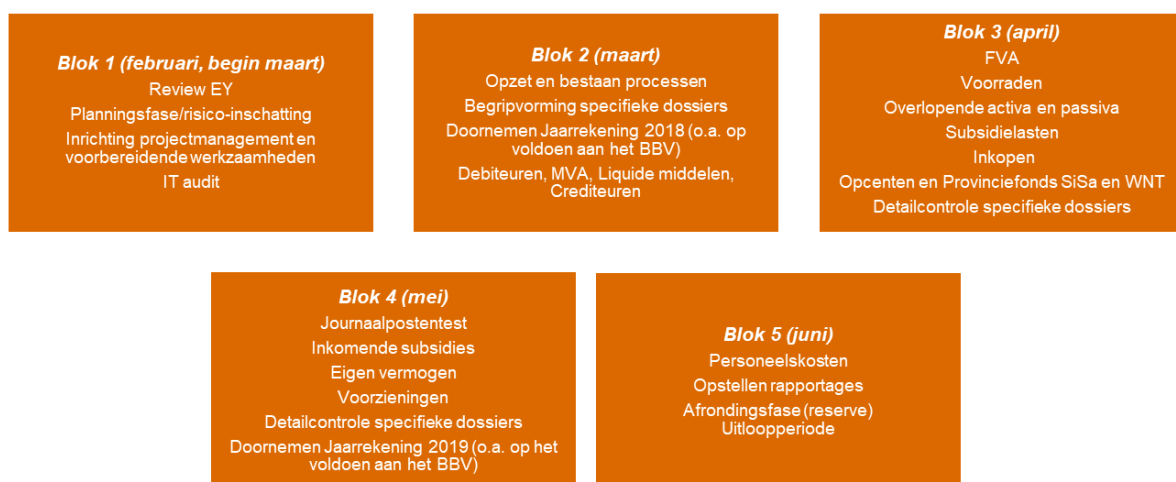 Blok 1 (februari, begin maart)
Review EY
Planningsfase/risico-inschatting
Inrichting projectmanagement en
voorbereidende werkzaamheden
IT audit
Blok 2 (maart)
Opzet en bestaan processen
Begripvorming specifieke dossiers
Doornemen Jaarrekening 2018 (o.a. op
voldoen aan het BBV)
Debiteuren, MVA, Liquide middelen,
Crediteuren
Blok 3 (april)
FVA
Voorraden
Overlopende activa en passiva
Subsidielasten
Inkopen
Opcenten en Provinciefonds SiSa en WNT
Detailcontrole specifieke dossiers
Blok 4 (mei)
Journaalpostentest
Inkomende subsidies
Eigen vermogen
Voorzieningen
Detailcontrole specifieke dossiers
Doornemen Jaarrekening 2019 (o.a. op het
voldoen aan het BBV)
Blok 5 (juni)
Personeelskosten
Opstellen rapportages
Afrondingsfase (reserve)
Uitloopperiode